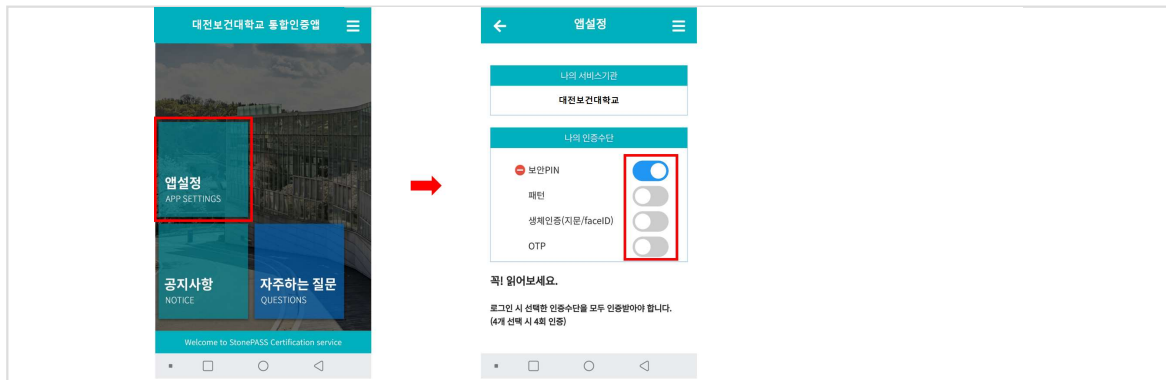 대전보건대학교 통합인증앱
앱설정
APP SETTINGS
공지사항
NOTICE
자주하는 질문
QUESTIONS
Welcome to StonePASS Certification service
앱설정
나의 서비스기관
대전보건대학교
나의 인증수단
보안PIN
패턴
생체인증(지문/faceID)
OTP
꼭! 읽어보세요.
로그인 시 선택한 인증수단을 모두 인증받아야 합니다.
(4개 선택 시 4회 인증)